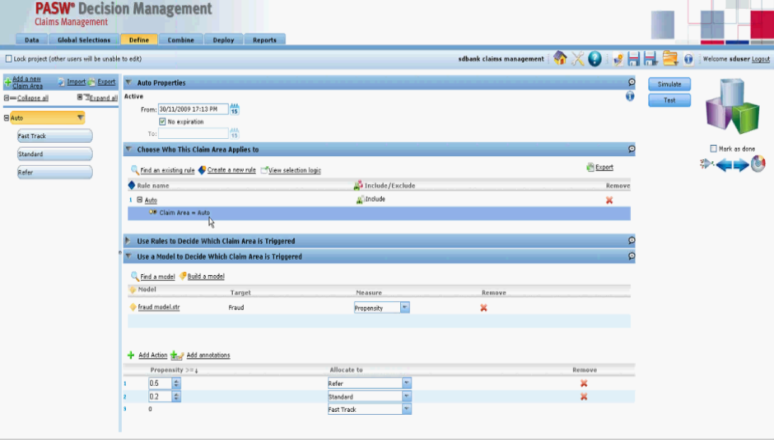 PASW® Decision Management
Claims Management
Data Global Selections Define Combine Deploy Reports
Lock project (other users will be unable to edit) sdbank claims management Welcome sduser Logout
Add a new Claim Area Import Export
Collapse all Expand all
Auto
Fast Track
Standard
Refer
Auto Properties
Active
From: 30/11/2009 17:13 PM
No expiration
To:
Choose Who This Claim Area Applies to
Find an existing rule Create a new rule View selection logic Export
Rule name Include/Exclude Remove
1 Auto Include
Claim Area = Auto
Use Rules to Decide Which Claim Area is Triggered
Use a Model to Decide Which Claim Area is Triggered
Find a model Build a model
Model Target Measure Remove
fraud model.str Fraud Propensity
Add Action Add annotations
Propensity >= Allocate to Remove
1 0.5 Refer
2 0.2 Standard
3 0 Fast Track
Simulate
Test
Mark as done